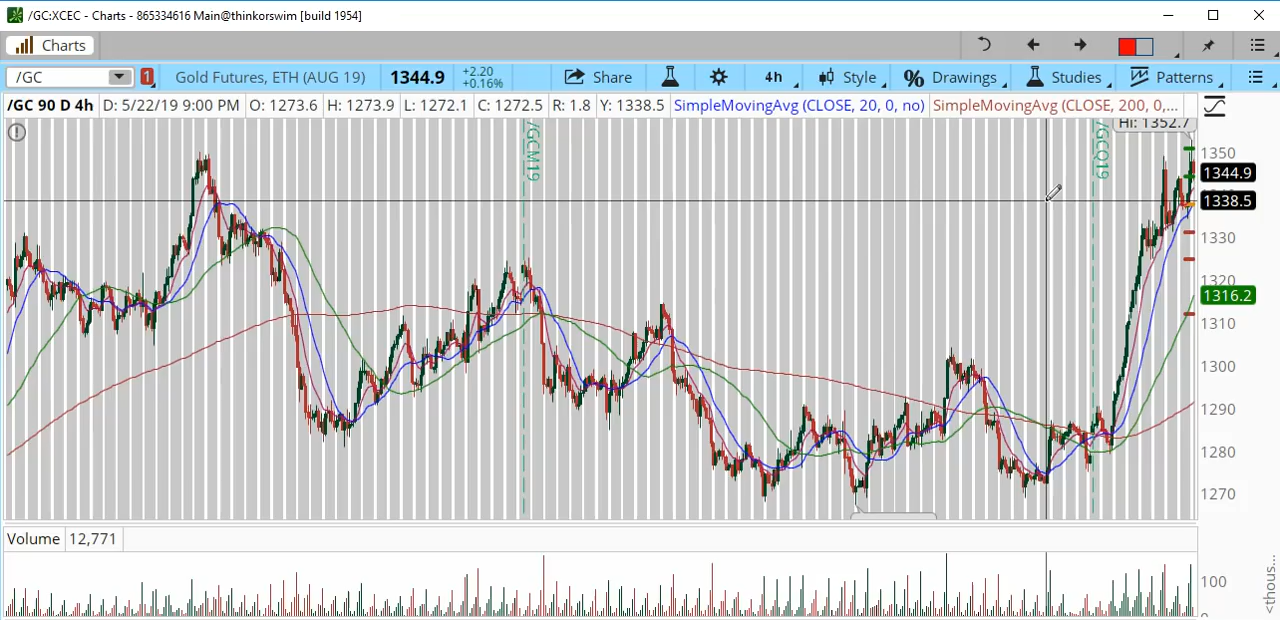 /GC:XCEC - Charts - 865334616 Main@thinkorswim [build 1954]
Charts
/GC 1 Gold Futures, ETH (AUG 19) 1344.9 +2.20 +0.16% Share 4h Style Drawings Studies Patterns
/GC 90 D 4h D: 5/22/19 9:00 PM O: 1273.6 H: 1273.9 L: 1272.1 C: 1272.5 R: 1.8 Y: 1338.5 SimpleMovingAvg (CLOSE, 20, 0, no) SimpleMovingAvg (CLOSE, 200, 0,...
Hi: 1352.7
/GCM19
/GCQ19
1350
1344.9
1338.5
1330
1320
1316.2
1310
1300
1290
1280
1270
Volume 12,771
100
0
<thous...